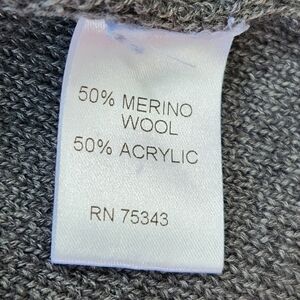 50% MERINO
WOOL
50% ACRYLIC
RN 75343